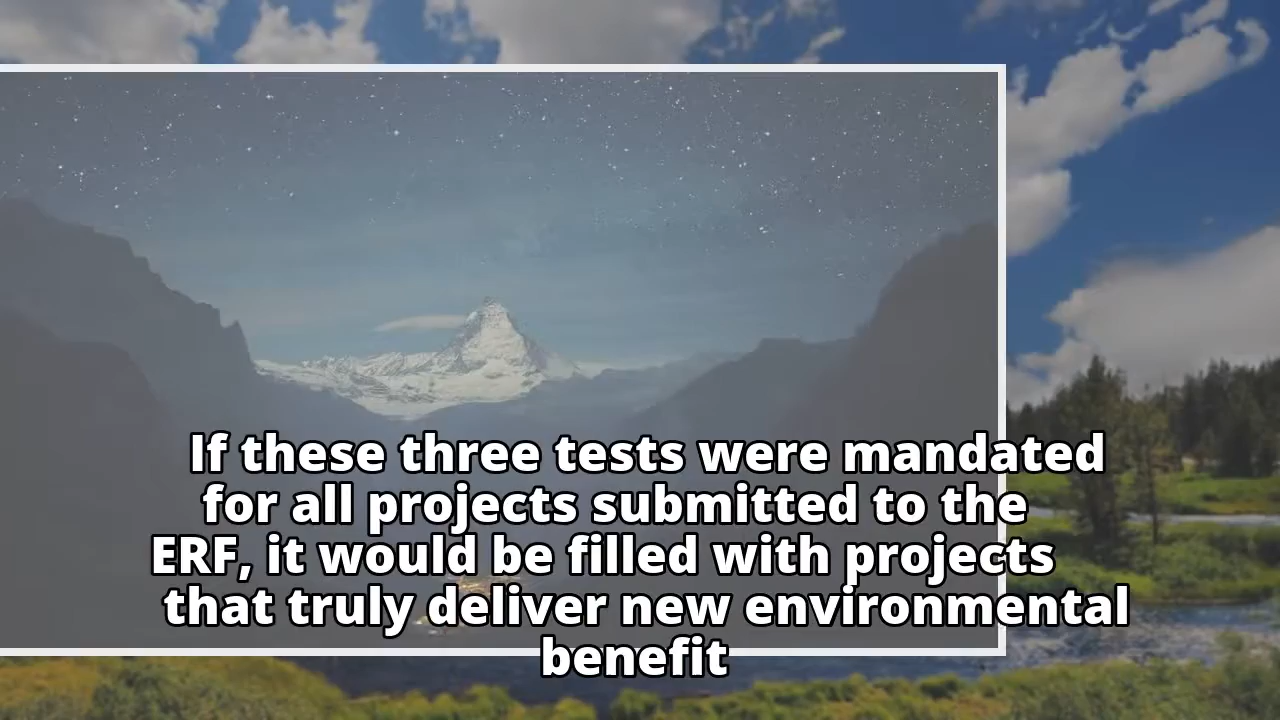 If these three tests were mandated
for all projects submitted to the
ERF, it would be filled with projects
that truly deliver new environmental
benefit